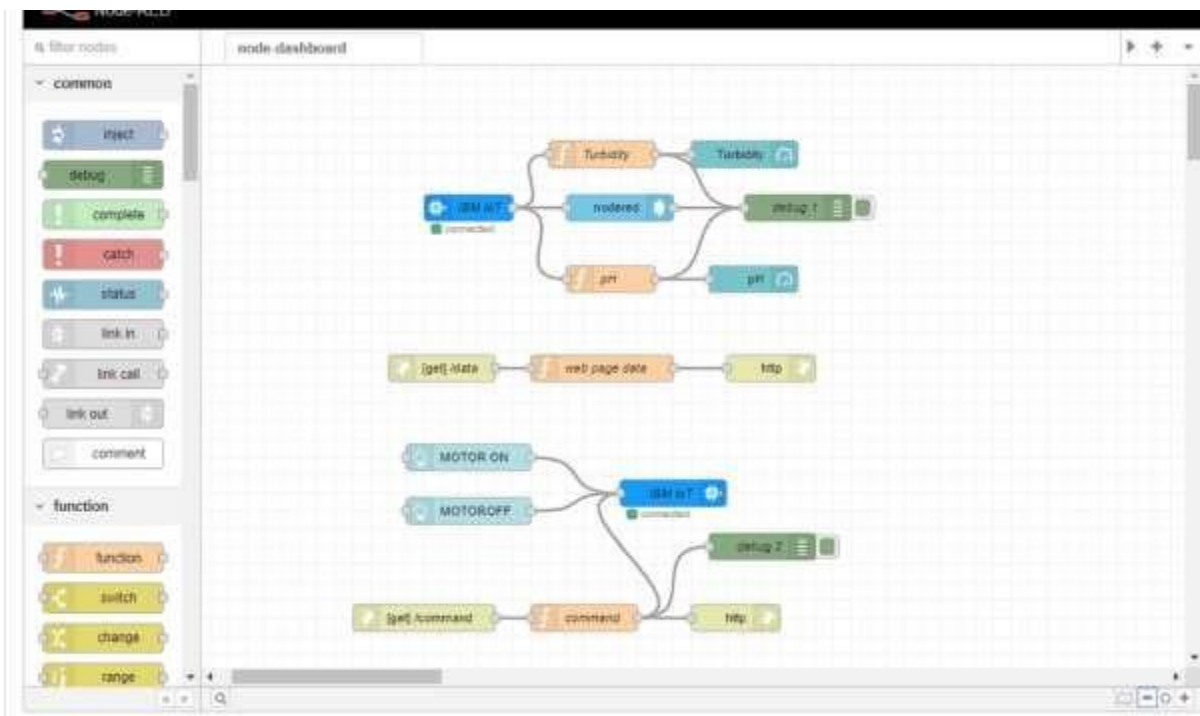 Node-RED
filter nodes
node-dashboard
common
inject
debug
complete
catch
status
link in
link call
link out
comment
function
function
switch
change
range
Turbidity
Turbidity
IBM IoT
connected
nodered
debug 1
pH
pH
[get] /data
web page data
http
MOTOR ON
MOTOROFF
IBM IoT
connected
debug 2
[get] /command
command
http